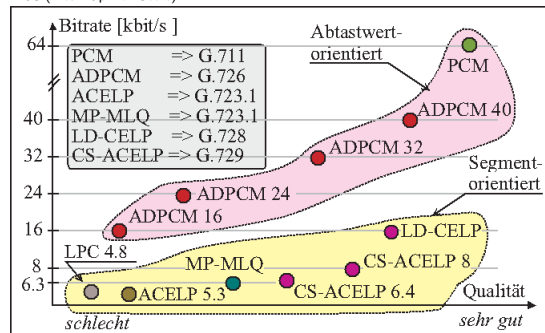 Bitrate [kbit/s ]
64
40
32
24
16
8
6.3
PCM => G.711
ADPCM => G.726
ACELP => G.723.1
MP-MLQ => G.723.1
LD-CELP => G.728
CS-ACELP => G.729
Abtastwert-
orientiert
PCM
ADPCM 40
ADPCM 32
ADPCM 24
ADPCM 16
Segment-
orientiert
LD-CELP
LPC 4.8
MP-MLQ
CS-ACELP 8
ACELP 5.3
CS-ACELP 6.4
Qualität
schlecht
sehr gut